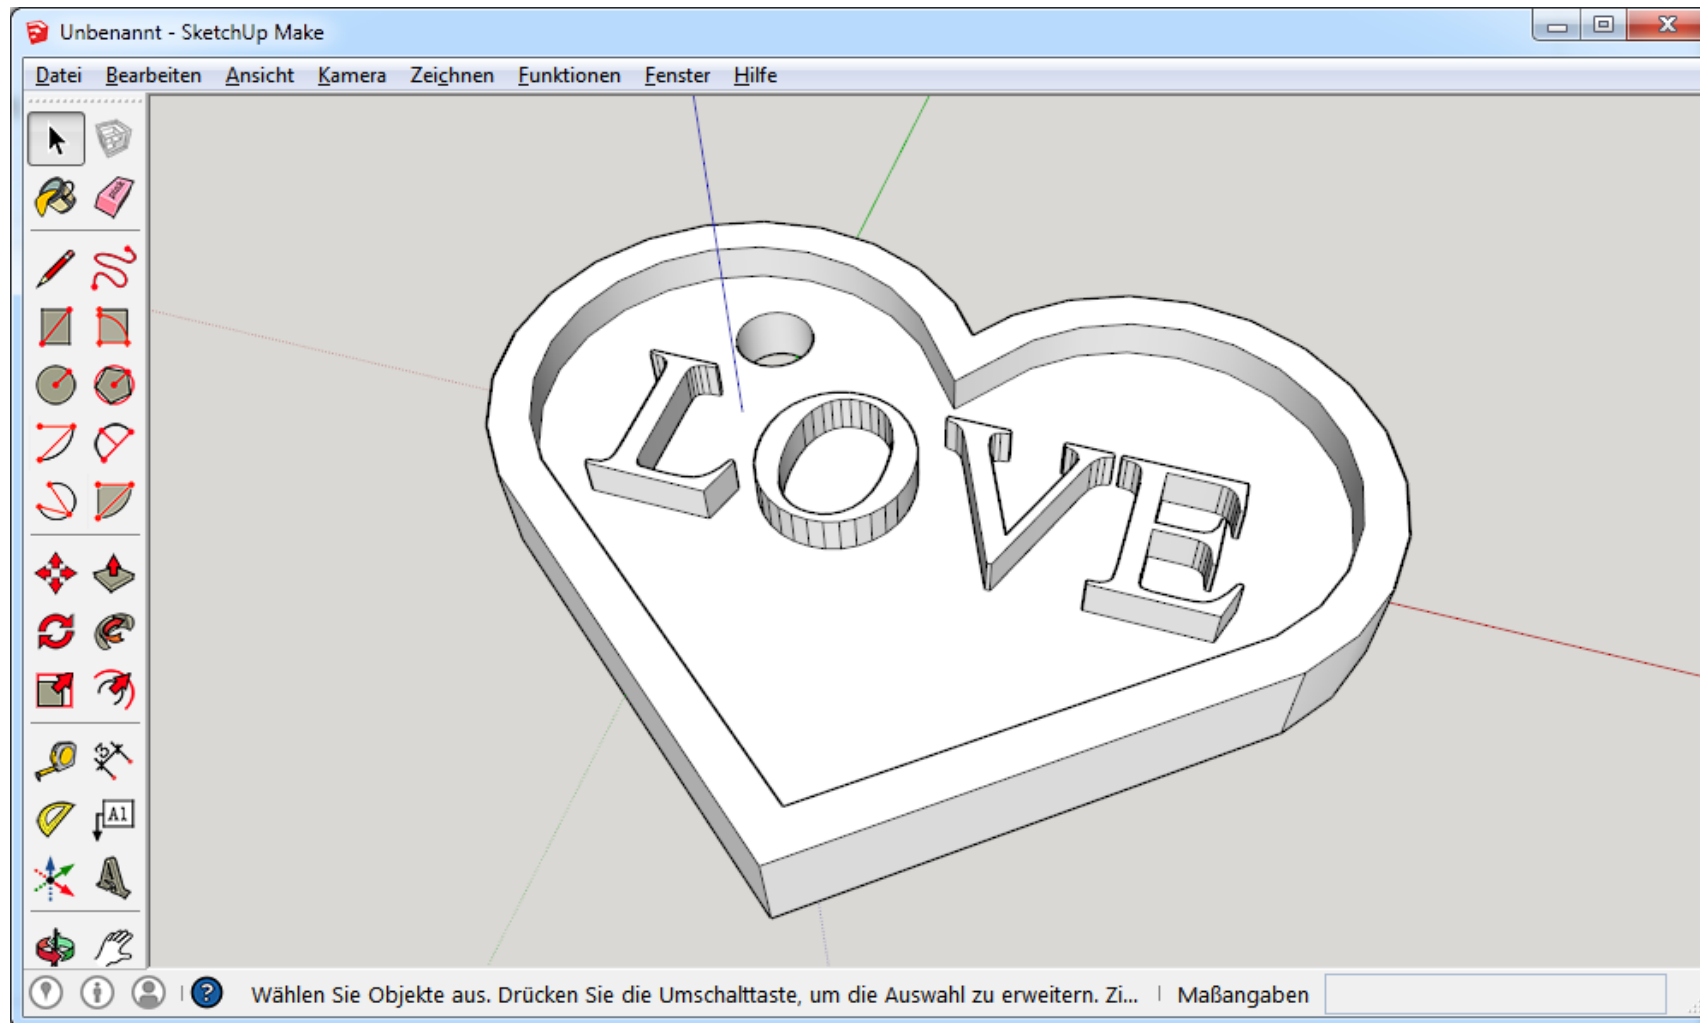 Unbenannt - SketchUp Make
Datei Bearbeiten Ansicht Kamera Zeichnen Funktionen Fenster Hilfe
LOVE
A1
Wählen Sie Objekte aus. Drücken Sie die Umschalttaste, um die Auswahl zu erweitern. Zi... Maßangaben